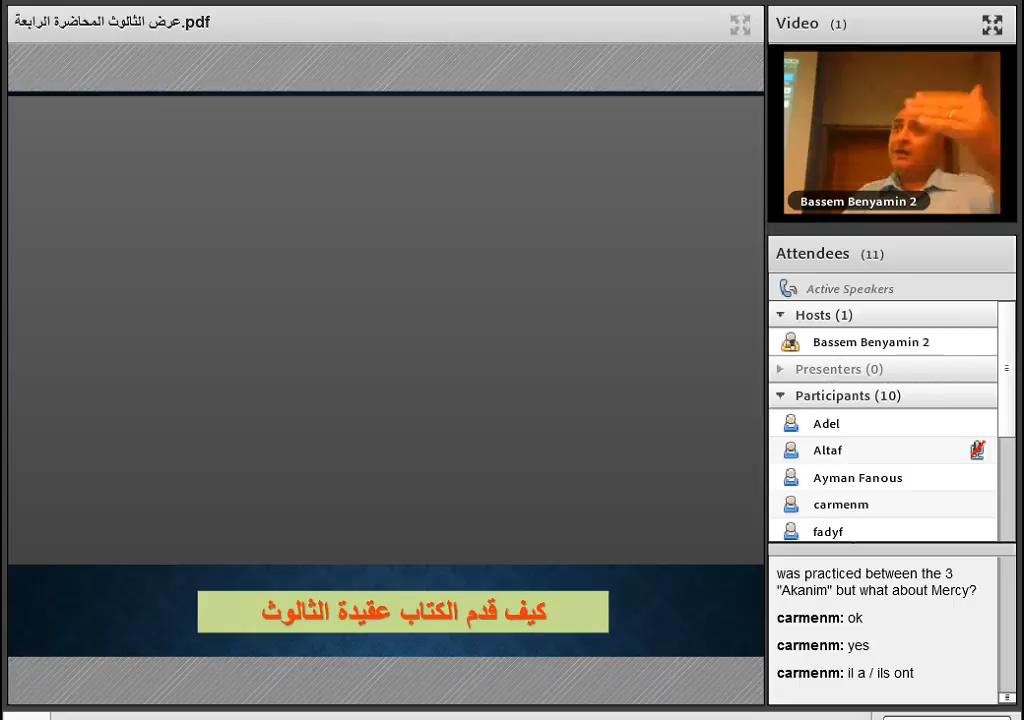 عرض الثالوث المحاضرة الرابعة.pdf
Video (1)
Bassem Benyamin 2
Attendees (11)
Active Speakers
Hosts (1)
Bassem Benyamin 2
Presenters (0)
Participants (10)
Adel
Altaf
Ayman Fanous
carmenm
fadyf
was practiced between the 3
"Akanim" but what about Mercy?
carmenm: ok
carmenm: yes
carmenm: il a / ils ont
كيف قدم الكتاب عقيدة الثالوث